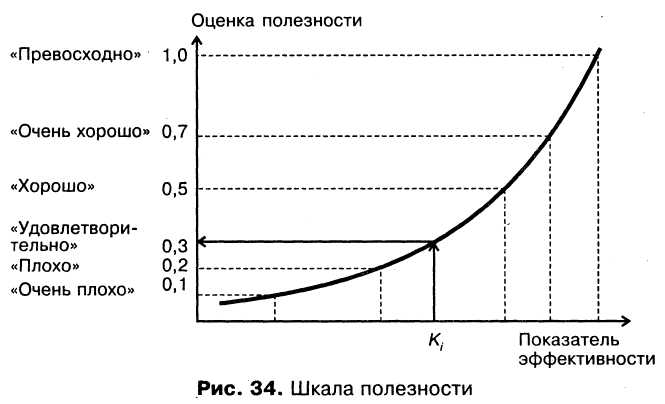 Оценка полезности
«Превосходно» 1,0
«Очень хорошо» 0,7
«Хорошо» 0,5
«Удовлетвори-
тельно» 0,3
«Плохо» 0,2
«Очень плохо» 0,1
Ki
Показатель
эффективности
Рис. 34. Шкала полезности